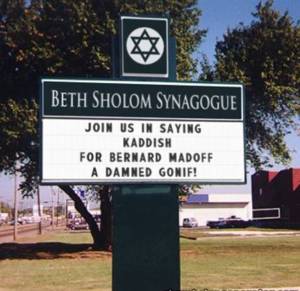 BETH SHOLOM SYNAGOGUE
JOIN US IN SAYING
KADDISH
FOR BERNARD MADOFF
A DAMNED GONIF!